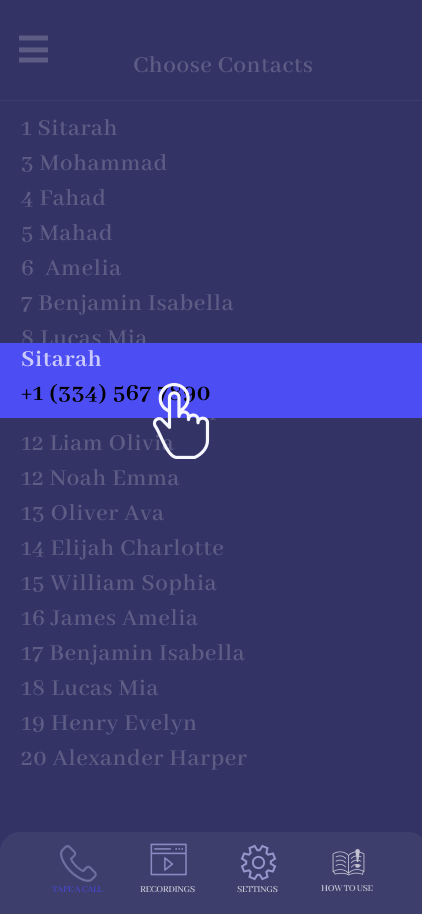 Choose Contacts
1 Sitarah
3 Mohammad
4 Fahad
5 Mahad
6 Amelia
7 Benjamin Isabella
8 Lucas Mia
Sitarah
+1 (334) 567 7890
12 Liam Olivia
12 Noah Emma
13 Oliver Ava
14 Elijah Charlotte
15 William Sophia
16 James Amelia
17 Benjamin Isabella
18 Lucas Mia
19 Henry Evelyn
20 Alexander Harper
TAPE A CALL
RECORDINGS
SETTINGS
HOW TO USE